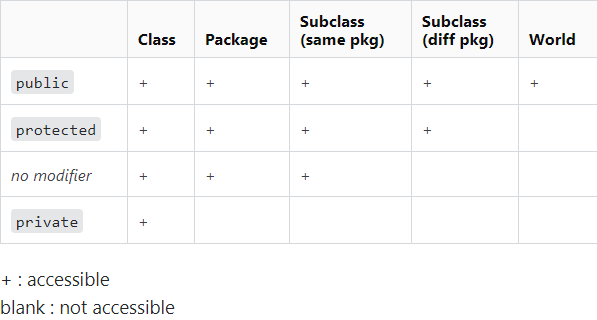 Class Package Subclass (same pkg) Subclass (diff pkg) World
public + + + + +
protected + + + +
no modifier + + +
private +
+ : accessible
blank : not accessible